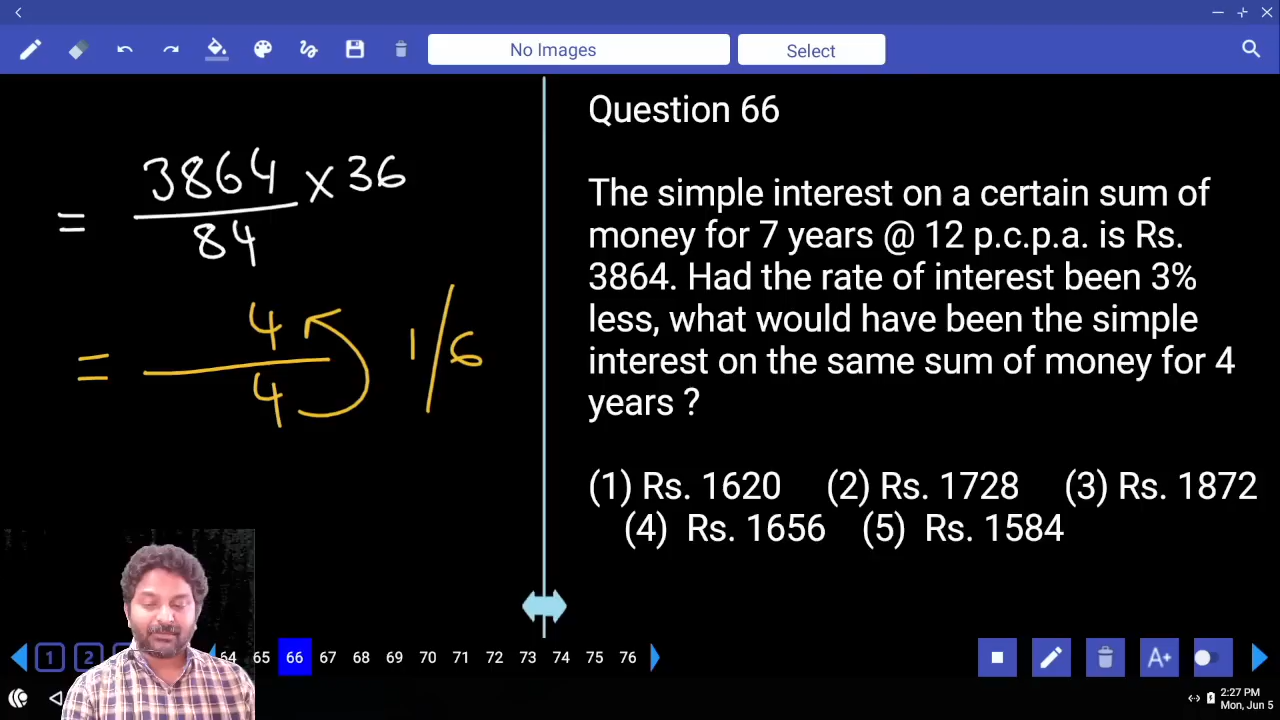 No Images
Select
= 3864 × 36
84
= 4
4
1/6
Question 66
The simple interest on a certain sum of
money for 7 years @ 12 p.c.p.a. is Rs.
3864. Had the rate of interest been 3%
less, what would have been the simple
interest on the same sum of money for 4
years ?
(1) Rs. 1620 (2) Rs. 1728 (3) Rs. 1872
(4) Rs. 1656 (5) Rs. 1584
1 2 64 65 66 67 68 69 70 71 72 73 74 75 76
A+
2:27 PM
Mon, Jun 5